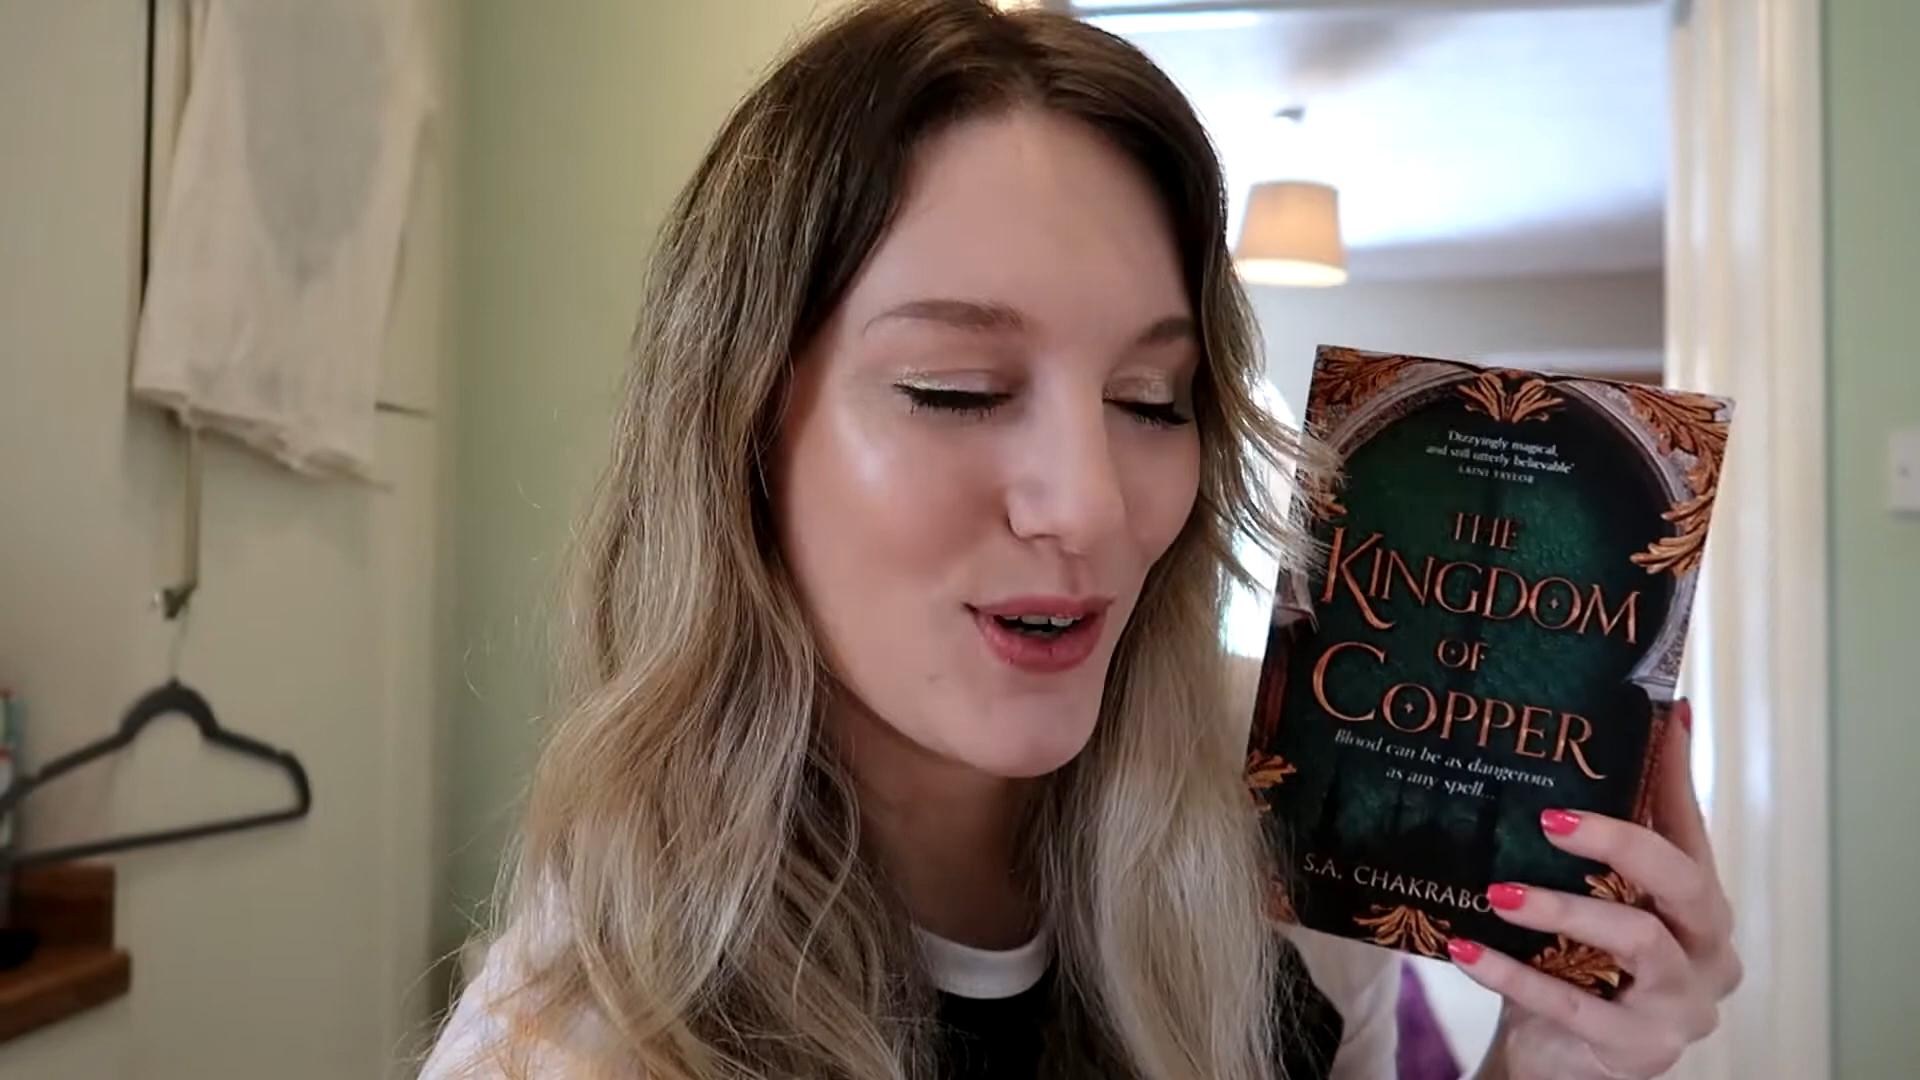 'Dizzyingly magical,
and still utterly believable'
LAINI TAYLOR
THE
KINGDOM
OF
COPPER
Blood can be as dangerous
as any spell...
S.A. CHAKRABO